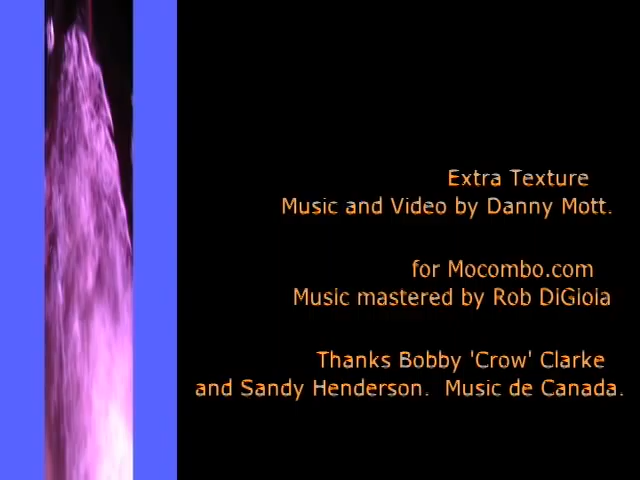 Extra Texture
Music and Video by Danny Mott.
for Mocombo.com
Music mastered by Rob DiGioia
Thanks Bobby 'Crow' Clarke
and Sandy Henderson.  Music de Canada.